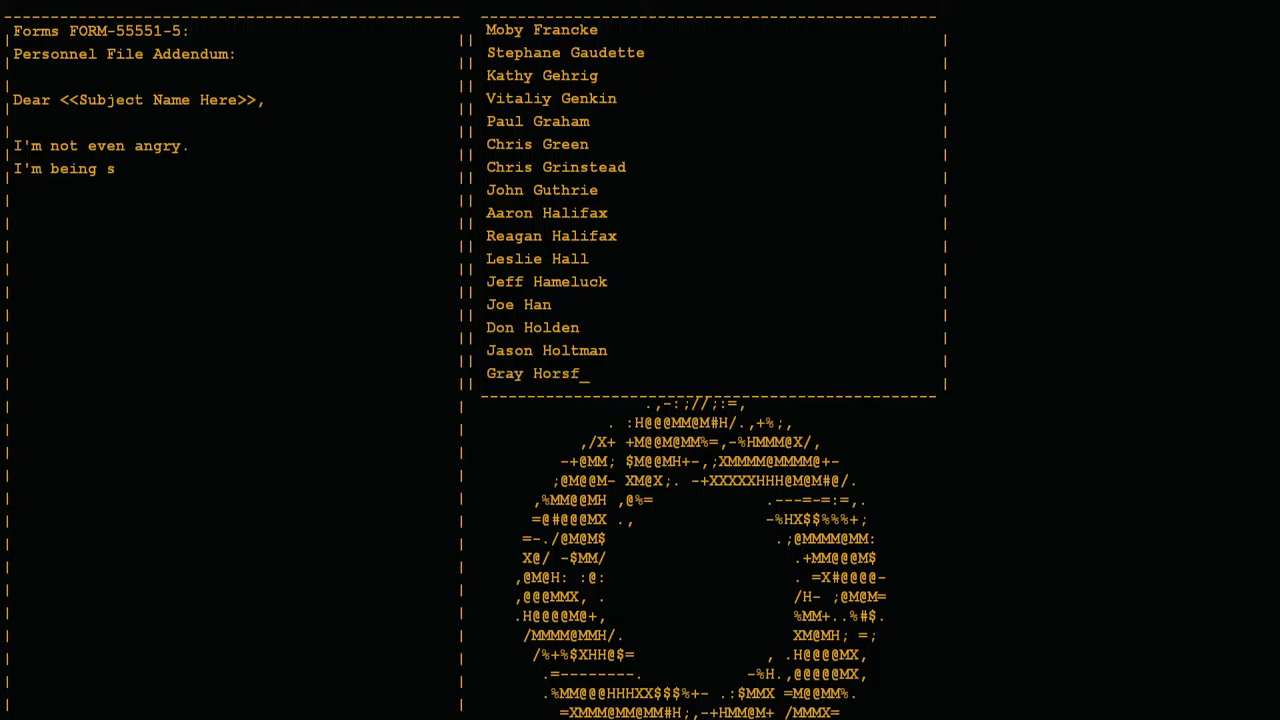 Forms FORM-55551-5:
Personnel File Addendum:
Dear <<Subject Name Here>>,
I'm not even angry.
I'm being s
Moby Francke
Stephane Gaudette
Kathy Gehrig
Vitaliy Genkin
Paul Graham
Chris Green
Chris Grinstead
John Guthrie
Aaron Halifax
Reagan Halifax
Leslie Hall
Jeff Hameluck
Joe Han
Don Holden
Jason Holtman
Gray Horsf_